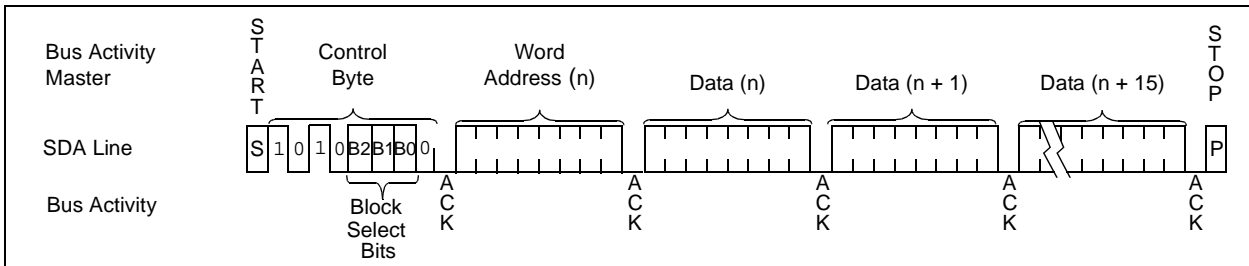 Bus Activity
Master
START
Control
Byte
Word
Address (n)
Data (n)
Data (n + 1)
Data (n + 15)
STOP
SDA Line
S 1 0 1 0 B2 B1 B0 0
P
Bus Activity
Block
Select
Bits
ACK
ACK
ACK
ACK
ACK